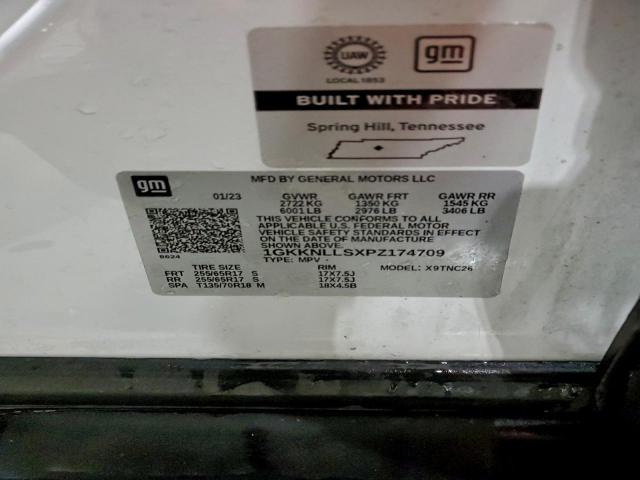 UAW
LOCAL 1853
gm
BUILT WITH PRIDE
Spring Hill, Tennessee
gm
MFD BY GENERAL MOTORS LLC
01/23 GVWR GAWR FRT GAWR RR
2722 KG 1350 KG 1545 KG
6001 LB 2976 LB 3406 LB
THIS VEHICLE CONFORMS TO ALL
APPLICABLE U.S. FEDERAL MOTOR
VEHICLE SAFETY STANDARDS IN EFFECT
ON THE DATE OF MANUFACTURE
SHOWN ABOVE.
1GKKNLLSXPZ174709
8624
TYPE: MPV MODEL: X9TNC26
TIRE SIZE RIM
FRT 255/65R17 S 17X7.5J
RR 255/65R17 S 17X7.5J
SPA T135/70R18 M 18X4.5B